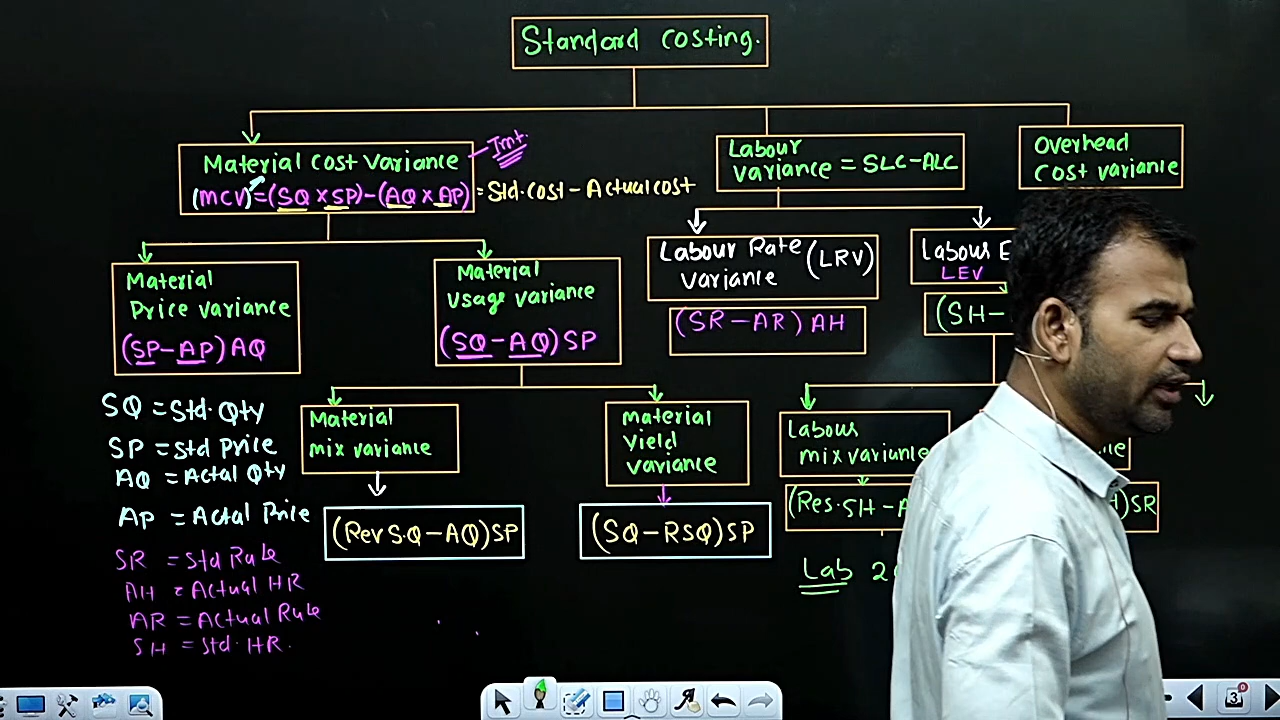 Standard costing.
Material cost variance
Imt.
(MCV)=(SQ×SP)-(AQ×AP) = Std.cost - Actual cost
Labour
variance = SLC-ALC
Overhead
cost variance
Material
Price variance
(SP-AP)AQ
Material
Usage variance
(SQ-AQ)SP
Labour Rate (LRV)
variance
(SR-AR) AH
Labour E
LEV
(SH-
SQ = Std. Qty
SP = Std Price
AQ = Actal Qty
AP = Actal Price
SR = Std Rate
AH = Actual HR
AR = Actual Rate
SH = Std. HR.
Material
mix variance
(Rev S.Q-AQ)SP
Material
yield
variance
(SQ-RSQ)SP
Labour
mix variance
(Res.SH-A
)SR
Lab
3